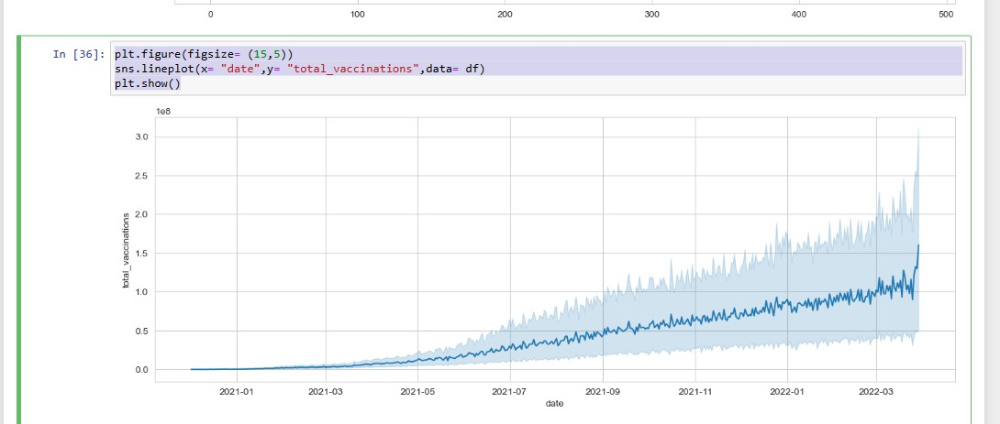 0 100 200 300 400 500
In [36]: plt.figure(figsize= (15,5))
sns.lineplot(x= "date",y= "total_vaccinations",data= df)
plt.show()
1e8
3.0
2.5
2.0
1.5
1.0
0.5
0.0
total_vaccinations
2021-01 2021-03 2021-05 2021-07 2021-09 2021-11 2022-01 2022-03
date